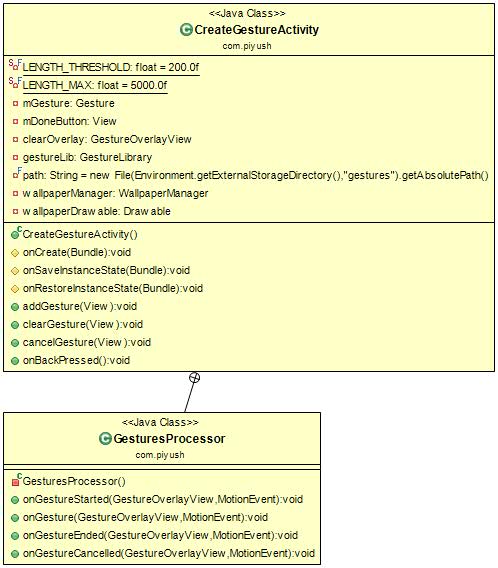 <<Java Class>>
CreateGestureActivity
com.piyush
LENGTH_THRESHOLD: float = 200.0f
LENGTH_MAX: float = 5000.0f
mGesture: Gesture
mDoneButton: View
clearOverlay: GestureOverlayView
gestureLib: GestureLibrary
path: String = new File(Environment.getExternalStorageDirectory(),"gestures").getAbsolutePath()
wallpaperManager: WallpaperManager
wallpaperDrawable: Drawable
CreateGestureActivity()
onCreate(Bundle):void
onSaveInstanceState(Bundle):void
onRestoreInstanceState(Bundle):void
addGesture(View):void
clearGesture(View):void
cancelGesture(View):void
onBackPressed():void
<<Java Class>>
GesturesProcessor
com.piyush
GesturesProcessor()
onGestureStarted(GestureOverlayView,MotionEvent):void
onGesture(GestureOverlayView,MotionEvent):void
onGestureEnded(GestureOverlayView,MotionEvent):void
onGestureCancelled(GestureOverlayView,MotionEvent):void